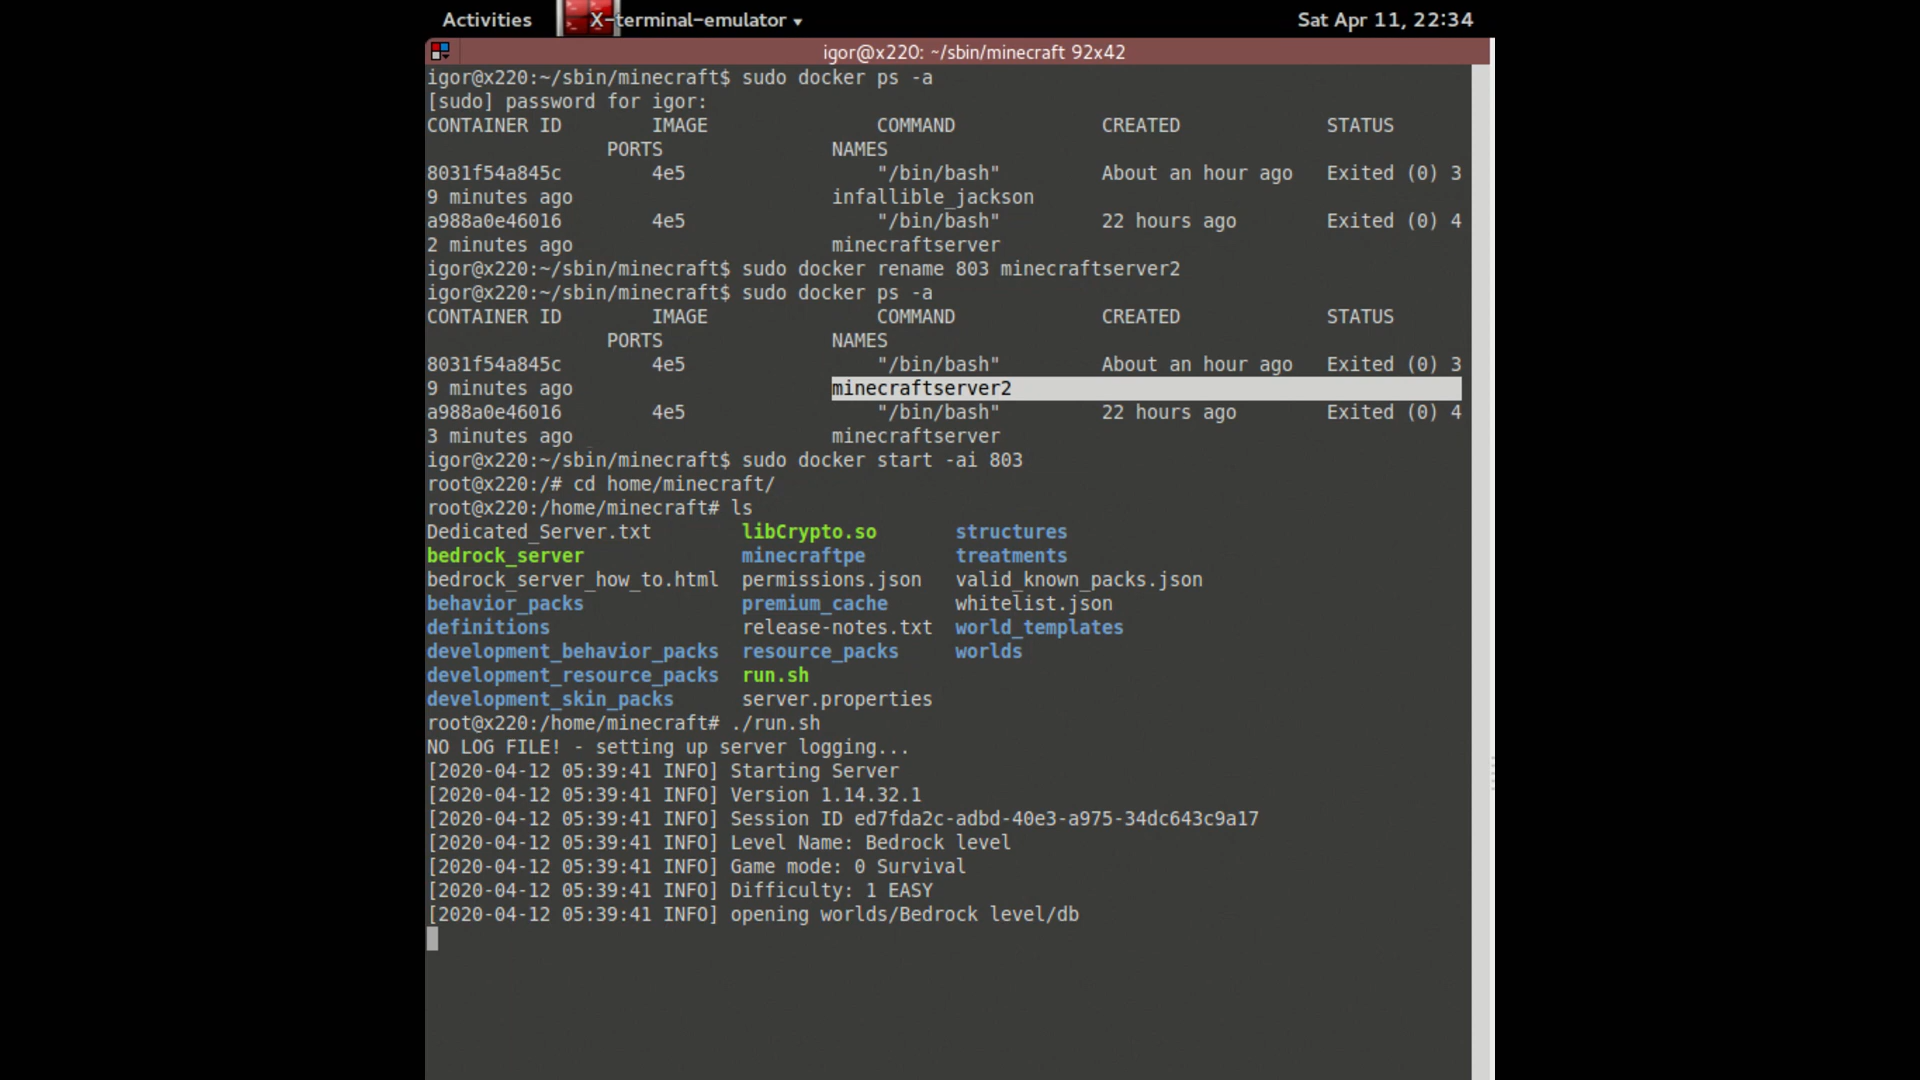 Activities X-terminal-emulator Sat Apr 11, 22:34
igor@x220: ~/sbin/minecraft 92x42
igor@x220:~/sbin/minecraft$ sudo docker ps -a
[sudo] password for igor:
CONTAINER ID IMAGE COMMAND CREATED STATUS
PORTS NAMES
8031f54a845c 4e5 "/bin/bash" About an hour ago Exited (0) 3
9 minutes ago infallible_jackson
a988a0e46016 4e5 "/bin/bash" 22 hours ago Exited (0) 4
2 minutes ago minecraftserver
igor@x220:~/sbin/minecraft$ sudo docker rename 803 minecraftserver2
igor@x220:~/sbin/minecraft$ sudo docker ps -a
CONTAINER ID IMAGE COMMAND CREATED STATUS
PORTS NAMES
8031f54a845c 4e5 "/bin/bash" About an hour ago Exited (0) 3
9 minutes ago minecraftserver2
a988a0e46016 4e5 "/bin/bash" 22 hours ago Exited (0) 4
3 minutes ago minecraftserver
igor@x220:~/sbin/minecraft$ sudo docker start -ai 803
root@x220:/# cd home/minecraft/
root@x220:/home/minecraft# ls
Dedicated_Server.txt libCrypto.so structures
bedrock_server minecraftpe treatments
bedrock_server_how_to.html permissions.json valid_known_packs.json
behavior_packs premium_cache whitelist.json
definitions release-notes.txt world_templates
development_behavior_packs resource_packs worlds
development_resource_packs run.sh
development_skin_packs server.properties
root@x220:/home/minecraft# ./run.sh
NO LOG FILE! - setting up server logging...
[2020-04-12 05:39:41 INFO] Starting Server
[2020-04-12 05:39:41 INFO] Version 1.14.32.1
[2020-04-12 05:39:41 INFO] Session ID ed7fda2c-adbd-40e3-a975-34dc643c9a17
[2020-04-12 05:39:41 INFO] Level Name: Bedrock level
[2020-04-12 05:39:41 INFO] Game mode: 0 Survival
[2020-04-12 05:39:41 INFO] Difficulty: 1 EASY
[2020-04-12 05:39:41 INFO] opening worlds/Bedrock level/db